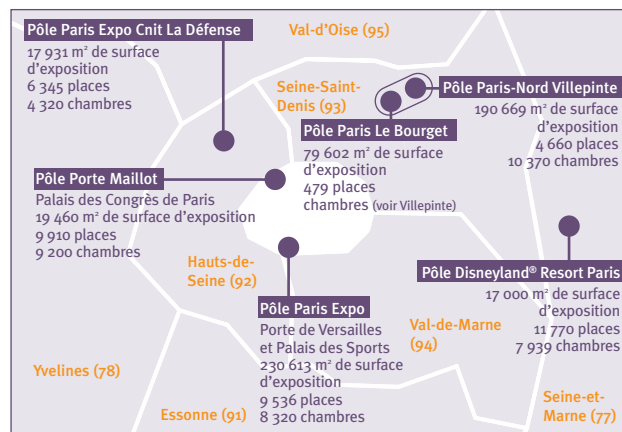 Pôle Paris Expo Cnit La Défense
17 931 m² de surface
d'exposition
6 345 places
4 320 chambres
Val-d'Oise (95)
Seine-Saint-
Denis (93)
Pôle Paris-Nord Villepinte
190 669 m² de surface
d'exposition
4 660 places
10 370 chambres
Pôle Paris Le Bourget
79 602 m² de surface
d'exposition
479 places
chambres (voir Villepinte)
Pôle Porte Maillot
Palais des Congrès de Paris
19 460 m² de surface d'exposition
9 910 places
9 200 chambres
Hauts-de-
Seine (92)
Pôle Disneyland® Resort Paris
17 000 m² de surface
d'exposition
11 770 places
7 939 chambres
Pôle Paris Expo
Porte de Versailles
et Palais des Sports
230 613 m² de surface
d'exposition
9 536 places
8 320 chambres
Val-de-Marne
(94)
Yvelines (78)
Essonne (91)
Seine-et-
Marne (77)